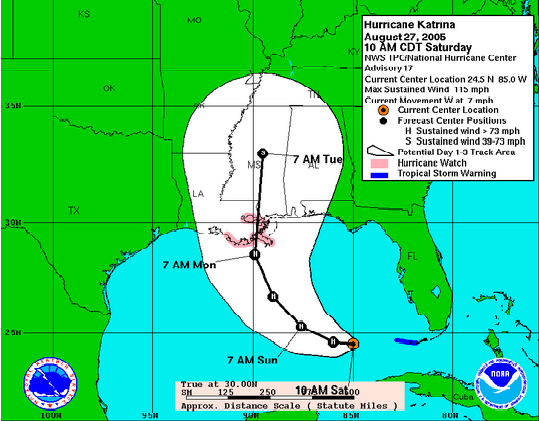 Hurricane Katrina
August 27, 2005
10 AM CDT Saturday
NWS TPC/National Hurricane Center
Advisory 17
Current Center Location 24.5 N 85.0 W
Max Sustained Wind 115 mph
Current Movement W at 7 mph
Current Center Location
Forecast Center Positions
H Sustained wind > 73 mph
S Sustained wind 39-73 mph
Potential Day 1-3 Track Area
Hurricane Watch
Tropical Storm Warning
KS
MO
KY
OK
AR
TN
35N
MS
AL
S
7 AM Tue
LA
TX
30N
FL
7 AM Mon
H
H
H
H
H
25N
7 AM Sun
10 AM Sat
True at 30.00N
SM 125 250 375 500
Approx. Distance Scale ( Statute Miles )
Cuba
NOAA
100W
95W
90W
85W
80W